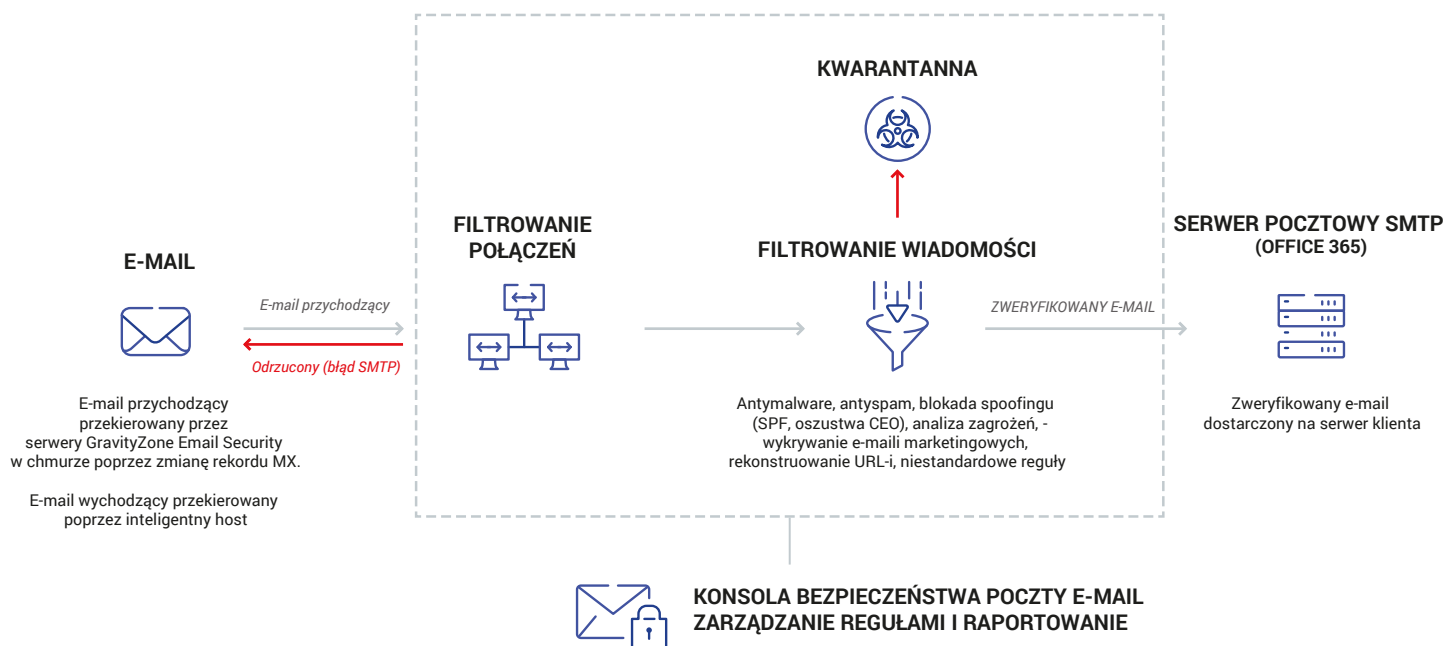 KWARANTANNA
FILTROWANIE
POŁĄCZEŃ
FILTROWANIE WIADOMOŚCI
SERWER POCZTOWY SMTP
(OFFICE 365)
E-MAIL
E-mail przychodzący
Odrzucony (błąd SMTP)
ZWERYFIKOWANY E-MAIL
E-mail przychodzący
przekierowany przez
serwery GravityZone Email Security
w chmurze poprzez zmianę rekordu MX.
E-mail wychodzący przekierowany
poprzez inteligentny host
Antymalware, antyspam, blokada spoofingu
(SPF, oszustwa CEO), analiza zagrożeń, -
wykrywanie e-maili marketingowych,
rekonstruowanie URL-i, niestandardowe reguły
Zweryfikowany e-mail
dostarczony na serwer klienta
KONSOLA BEZPIECZEŃSTWA POCZTY E-MAIL
ZARZĄDZANIE REGUŁAMI I RAPORTOWANIE